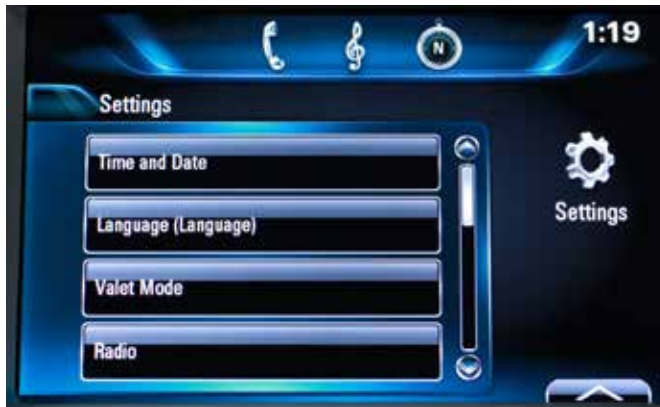 N
1:19
Settings
Time and Date
Language (Language)
Settings
Valet Mode
Radio